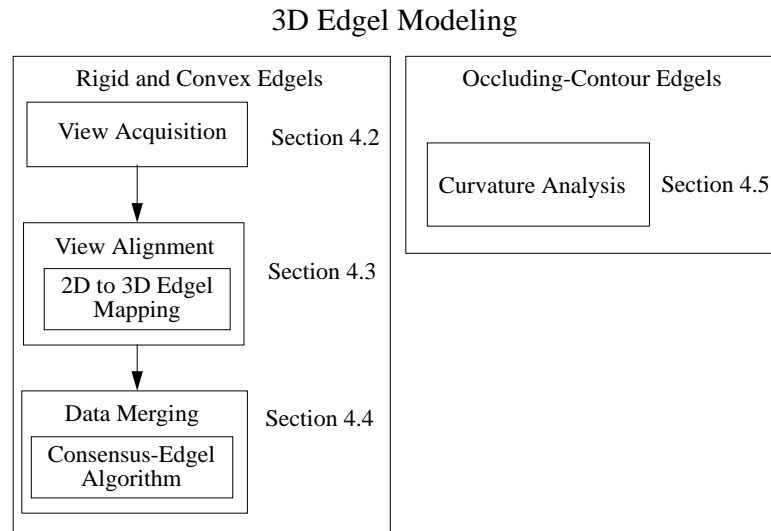 3D Edgel Modeling
Rigid and Convex Edgels
View Acquisition
Section 4.2
View Alignment
2D to 3D Edgel
Mapping
Section 4.3
Data Merging
Consensus-Edgel
Algorithm
Section 4.4
Occluding-Contour Edgels
Curvature Analysis
Section 4.5